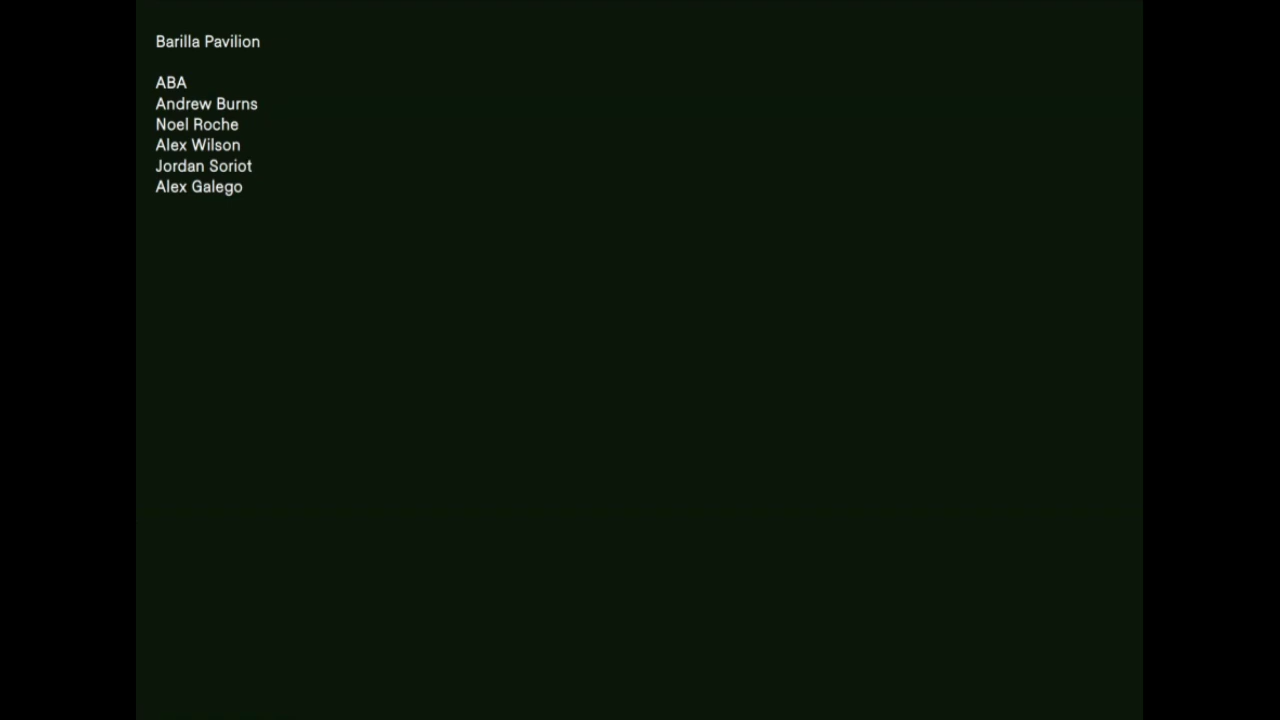 Barilla Pavilion
ABA
Andrew Burns
Noel Roche
Alex Wilson
Jordan Soriot
Alex Galego